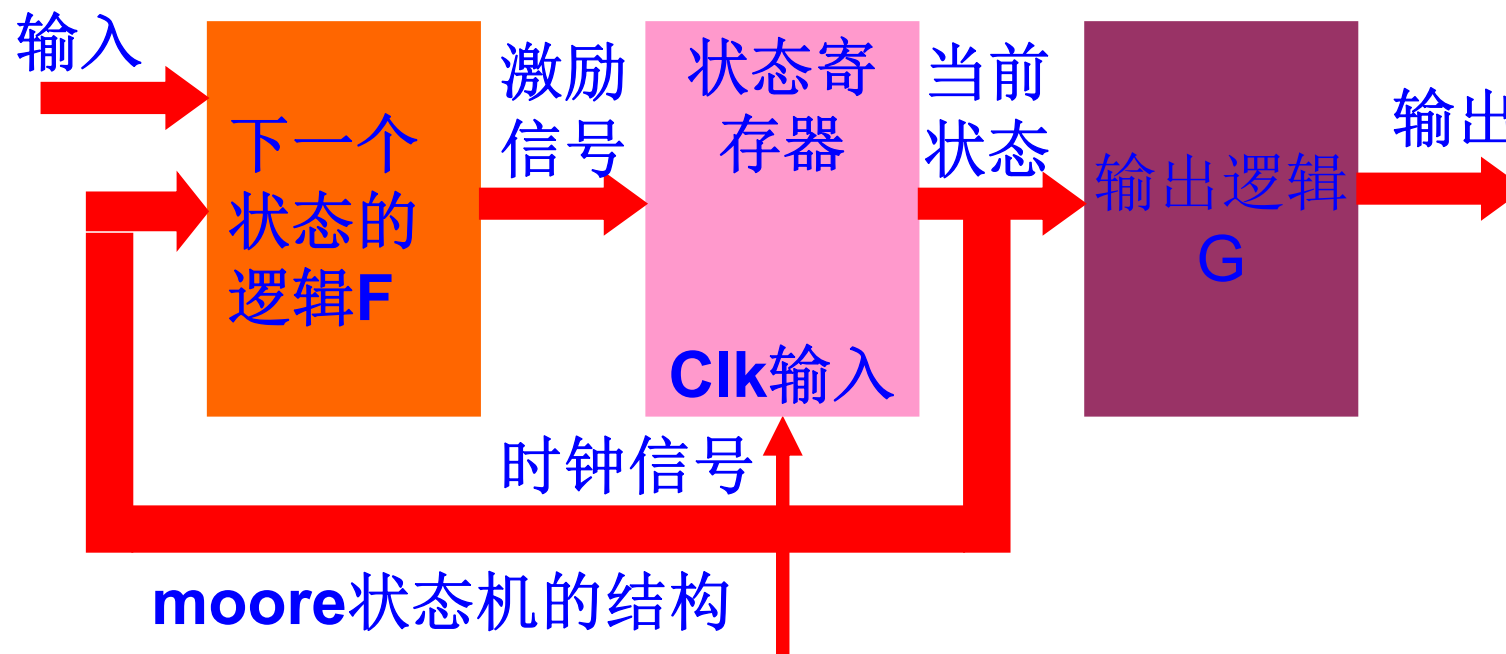 输入
下一个
状态的
逻辑F
激励
信号
状态寄
存器
Clk输入
当前
状态
输出逻辑
G
输出
时钟信号
moore状态机的结构